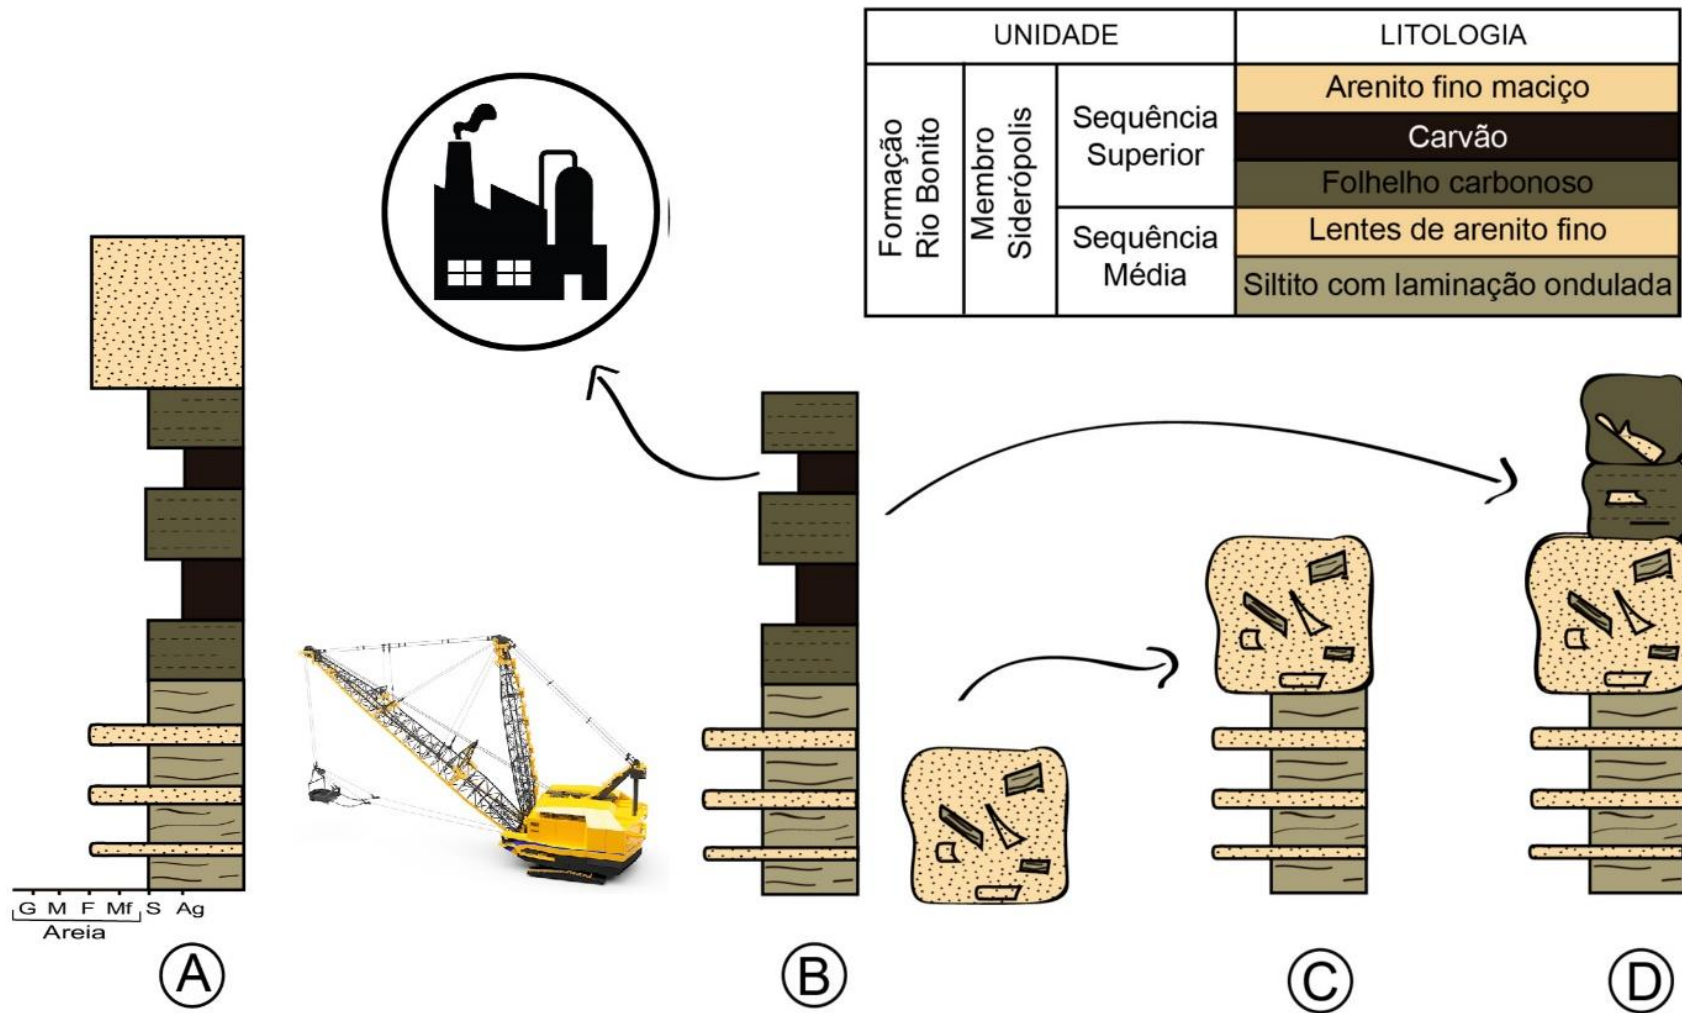 UNIDADE
LITOLOGIA
Formação
Rio Bonito
Membro
Siderópolis
Sequência
Superior
Arenito fino maciço
Carvão
Folhelho carbonoso
Sequência
Média
Lentes de arenito fino
Siltito com laminação ondulada
G M F Mf S Ag
Areia
A
B
C
D